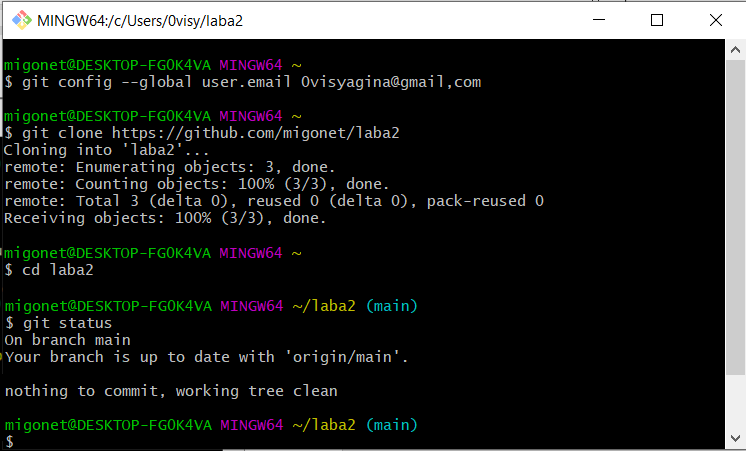 MINGW64:/c/Users/0visy/laba2
migonet@DESKTOP-FG0K4VA MINGW64 ~
$ git config --global user.email 0visyagina@gmail,com
migonet@DESKTOP-FG0K4VA MINGW64 ~
$ git clone https://github.com/migonet/laba2
Cloning into 'laba2'...
remote: Enumerating objects: 3, done.
remote: Counting objects: 100% (3/3), done.
remote: Total 3 (delta 0), reused 0 (delta 0), pack-reused 0
Receiving objects: 100% (3/3), done.
migonet@DESKTOP-FG0K4VA MINGW64 ~
$ cd laba2
migonet@DESKTOP-FG0K4VA MINGW64 ~/laba2 (main)
$ git status
On branch main
Your branch is up to date with 'origin/main'.
nothing to commit, working tree clean
migonet@DESKTOP-FG0K4VA MINGW64 ~/laba2 (main)
$